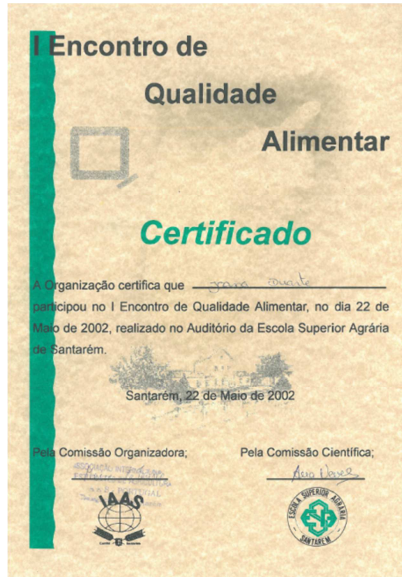 I Encontro de
Qualidade
Alimentar
Certificado
A Organização certifica que Joana Duarte
participou no I Encontro de Qualidade Alimentar, no dia 22 de
Maio de 2002, realizado no Auditório da Escola Superior Agrária
de Santarém.
Santarém, 22 de Maio de 2002
Pela Comissão Organizadora; Pela Comissão Científica;
IAAS
ESCOLA SUPERIOR AGRÁRIA
SANTARÉM